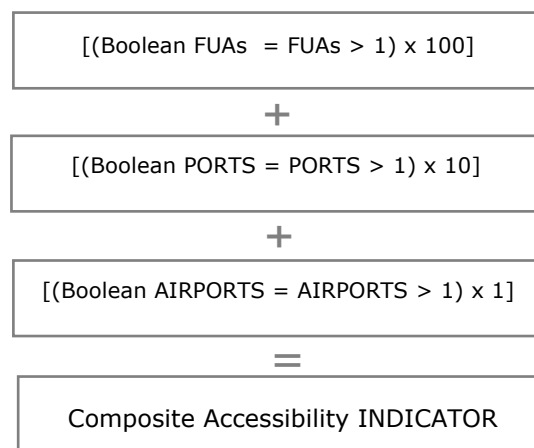 [(Boolean FUAs  = FUAs > 1) x 100]
+
[(Boolean PORTS = PORTS > 1) x 10]
+
[(Boolean AIRPORTS = AIRPORTS > 1) x 1]
=
Composite Accessibility INDICATOR